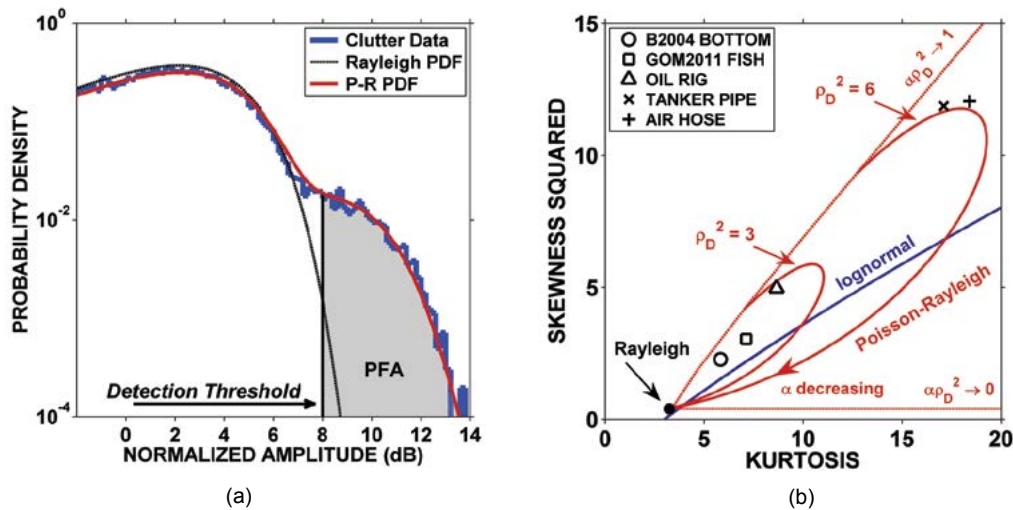 10^0
10^-2
10^-4
PROBABILITY DENSITY
Clutter Data
Rayleigh PDF
P-R PDF
PFA
Detection Threshold
0 2 4 6 8 10 12 14
NORMALIZED AMPLITUDE (dB)
(a)
15
10
5
0
SKEWNESS SQUARED
B2004 BOTTOM
GOM2011 FISH
OIL RIG
TANKER PIPE
AIR HOSE
αρ_D^2 → 1
ρ_D^2 = 6
ρ_D^2 = 3
lognormal
Poisson-Rayleigh
Rayleigh
α decreasing
αρ_D^2 → 0
0 5 10 15 20
KURTOSIS
(b)